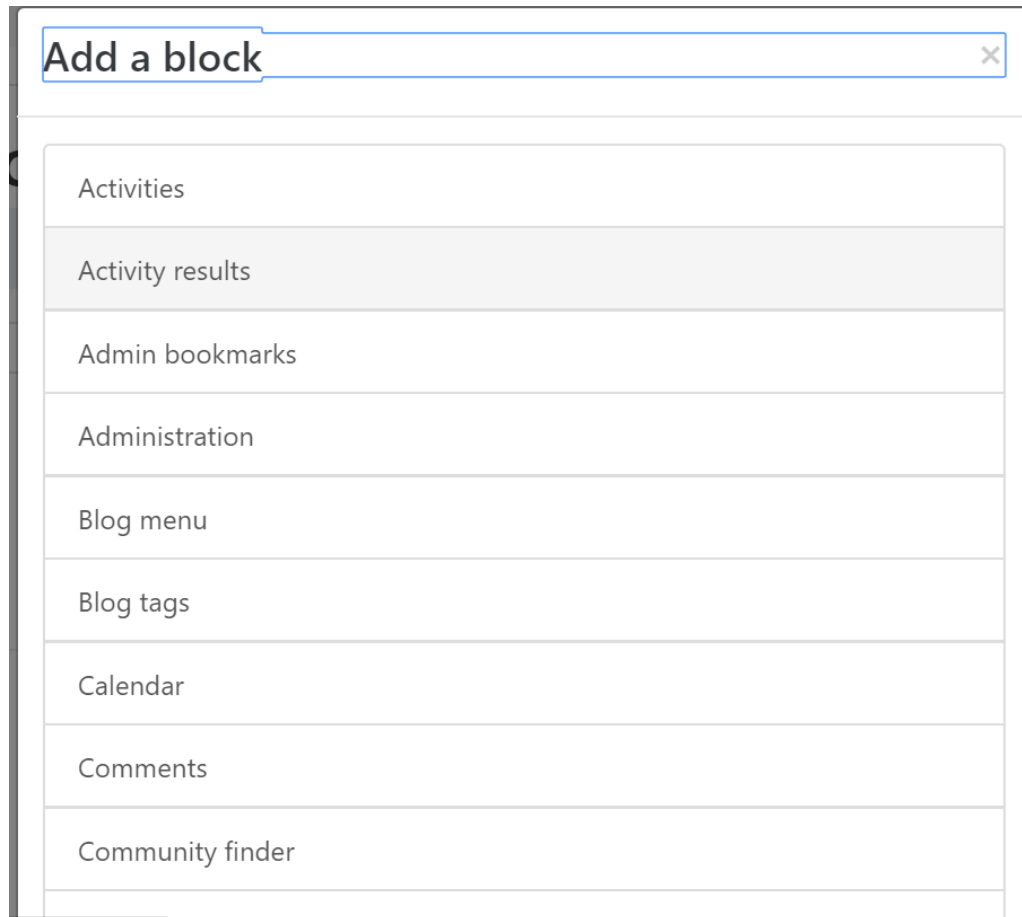 Add a block ×
Activities
Activity results
Admin bookmarks
Administration
Blog menu
Blog tags
Calendar
Comments
Community finder